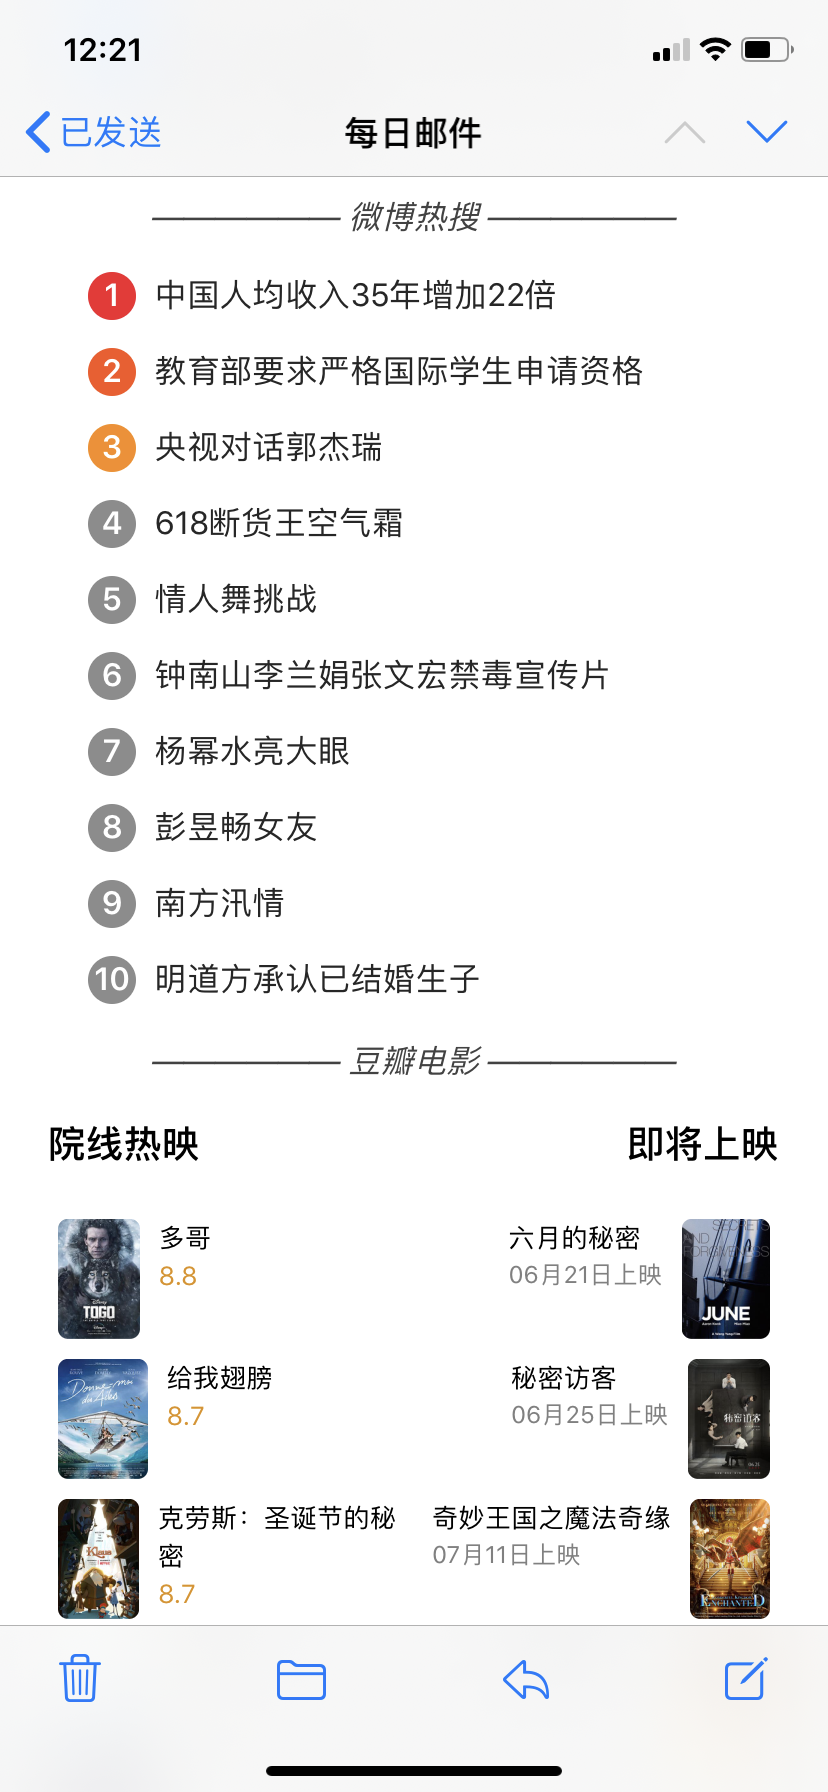 12:21
已发送
每日邮件
微博热搜
1 中国人均收入35年增加22倍
2 教育部要求严格国际学生申请资格
3 央视对话郭杰瑞
4 618断货王空气霜
5 情人舞挑战
6 钟南山李兰娟张文宏禁毒宣传片
7 杨幂水亮大眼
8 彭昱畅女友
9 南方汛情
10 明道方承认已结婚生子
豆瓣电影
院线热映
即将上映
TOGO
多哥
8.8
六月的秘密
06月21日上映
SECRETS
AND
FORGIVENESS
JUNE
Donne-moi
des Ailes
给我翅膀
8.7
秘密访客
06月25日上映
秘密访客
Klaus
克劳斯：圣诞节的秘
密
8.7
奇妙王国之魔法奇缘
07月11日上映
ENCHANTED